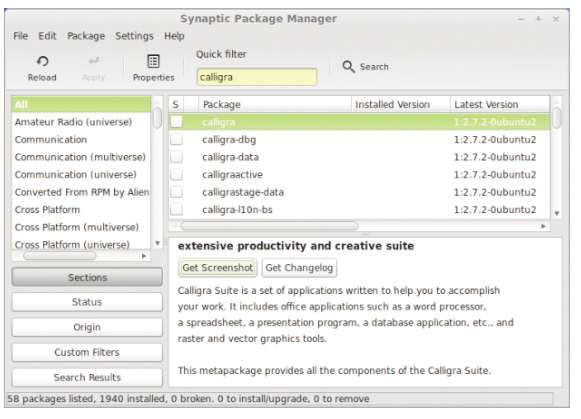 Synaptic Package Manager
File Edit Package Settings Help
Quick filter
Reload Apply Properties calligra Search
All
Amateur Radio (universe)
Communication
Communication (multiverse)
Communication (universe)
Converted From RPM by Alien
Cross Platform
Cross Platform (multiverse)
Cross Platform (universe)
Sections
Status
Origin
Custom Filters
Search Results
S Package Installed Version Latest Version
calligra 1:2.7.2-0ubuntu2
calligra-dbg 1:2.7.2-0ubuntu2
calligra-data 1:2.7.2-0ubuntu2
calligraactive 1:2.7.2-0ubuntu2
calligrastage-data 1:2.7.2-0ubuntu2
calligra-l10n-bs 1:2.7.2-0ubuntu2
extensive productivity and creative suite
Get Screenshot Get Changelog
Calligra Suite is a set of applications written to help you to accomplish
your work. It includes office applications such as a word processor,
a spreadsheet, a presentation program, a database application, etc., and
raster and vector graphics tools.
This metapackage provides all the components of the Calligra Suite.
58 packages listed, 1940 installed, 0 broken. 0 to install/upgrade, 0 to remove